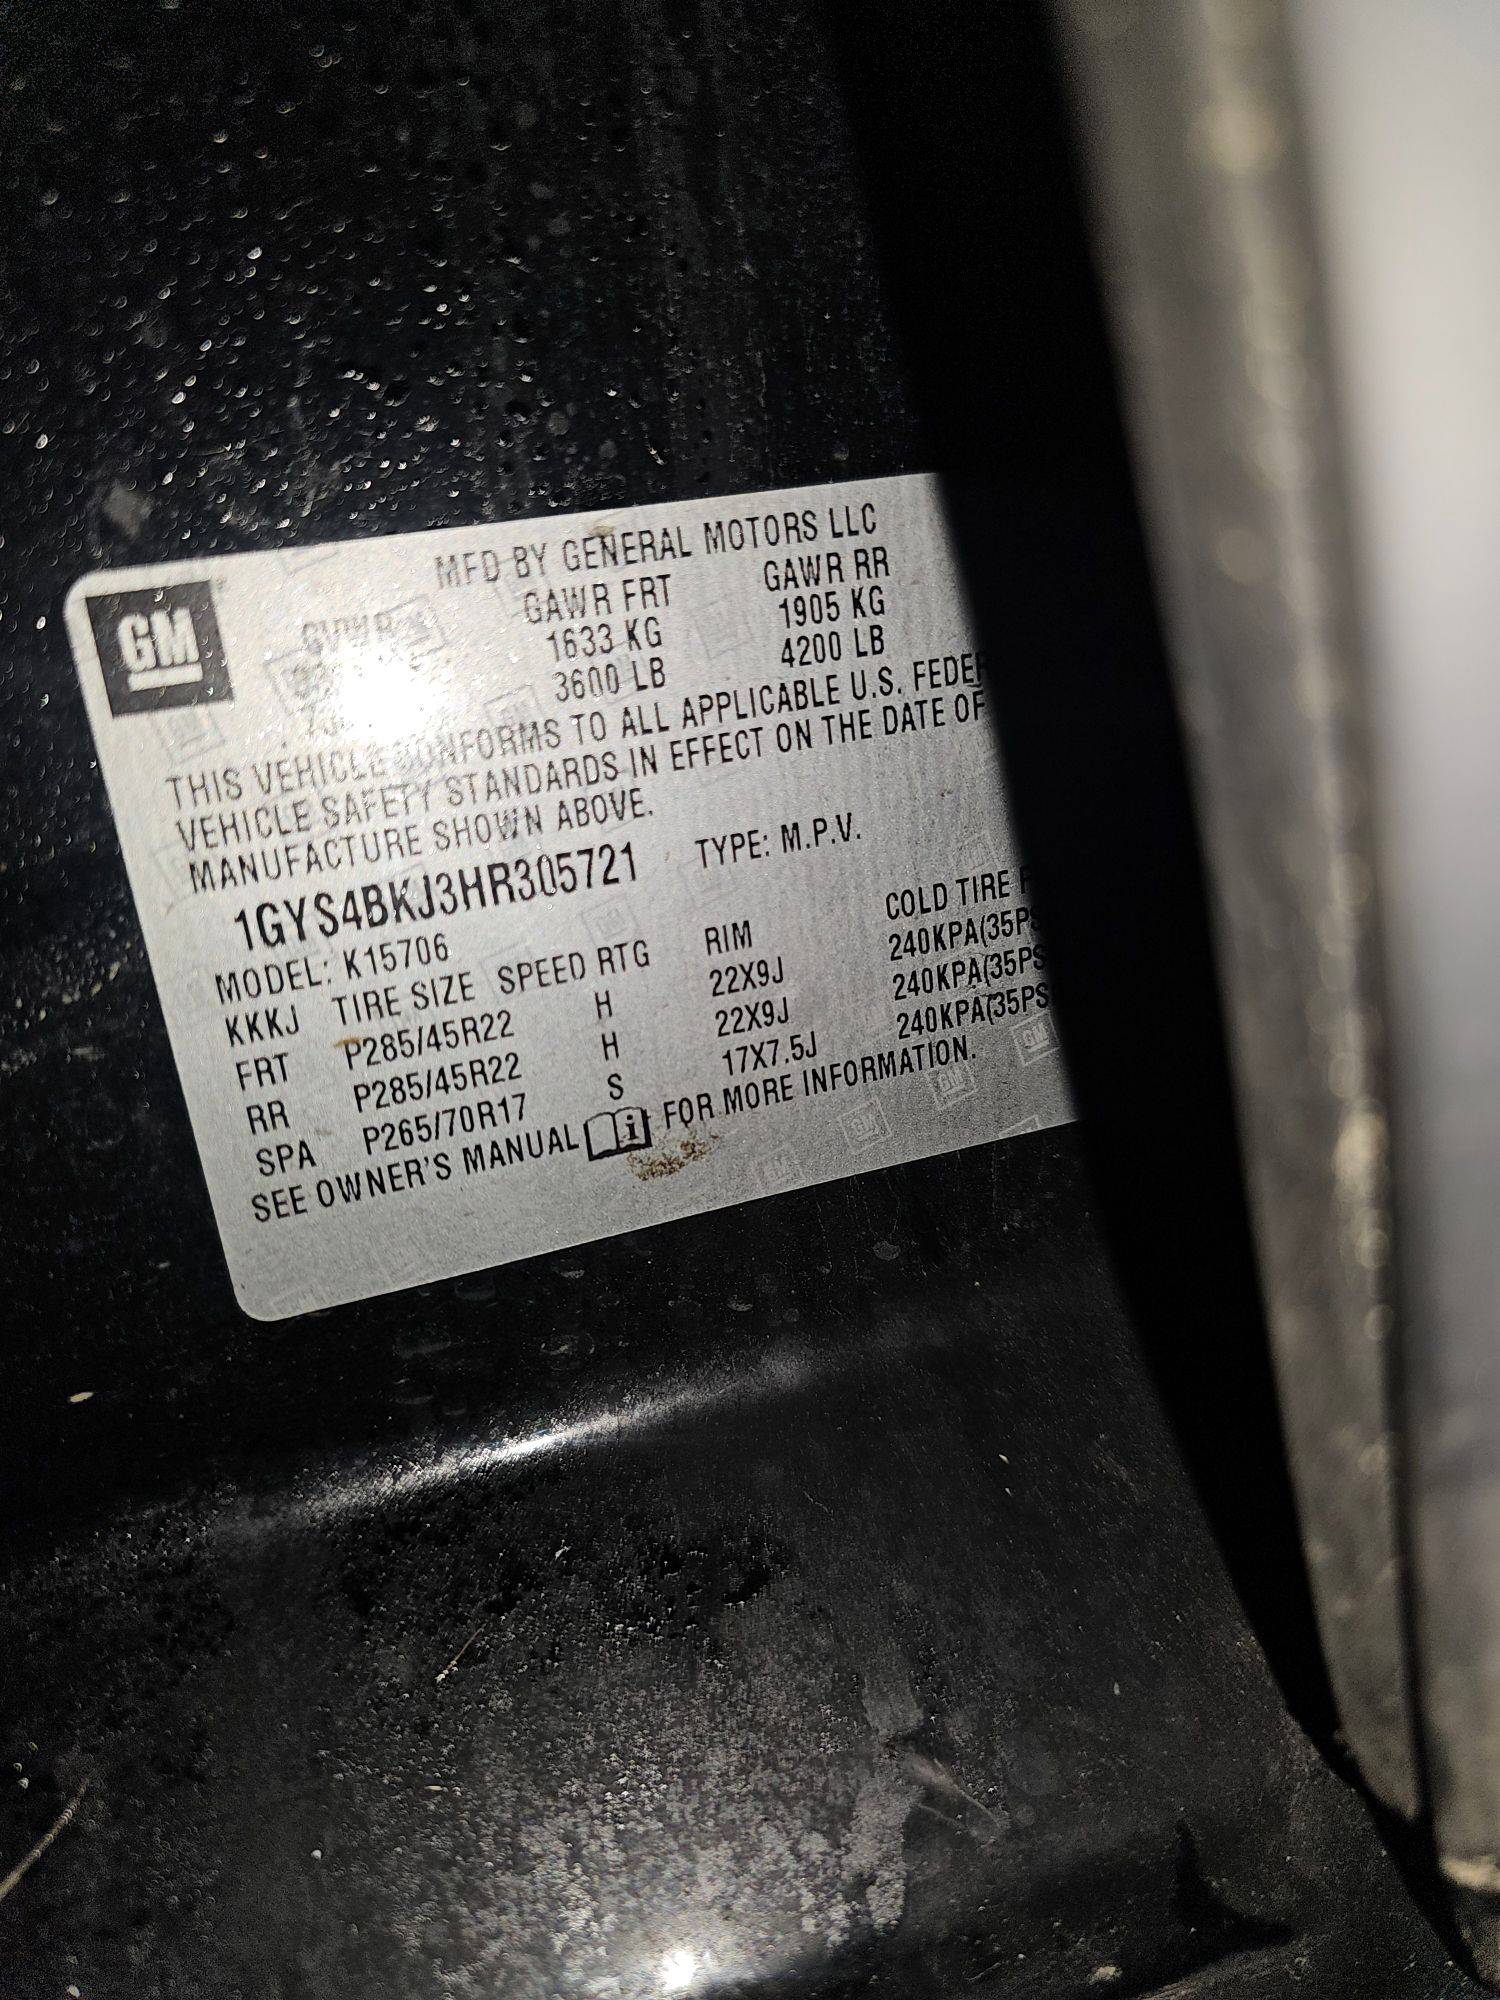 MFD BY GENERAL MOTORS LLC
GM GVWR GAWR FRT GAWR RR
1633 KG 1905 KG
3600 LB 4200 LB
THIS VEHICLE CONFORMS TO ALL APPLICABLE U.S. FEDER
VEHICLE SAFETY STANDARDS IN EFFECT ON THE DATE OF
MANUFACTURE SHOWN ABOVE.
1GYS4BKJ3HR305721 TYPE: M.P.V.
MODEL: K15706
KKKJ TIRE SIZE SPEED RTG RIM COLD TIRE P
FRT P285/45R22 H 22X9J 240KPA(35PS
RR P285/45R22 H 22X9J 240KPA(35PS
SPA P265/70R17 S 17X7.5J 240KPA(35PS
SEE OWNER'S MANUAL FOR MORE INFORMATION.